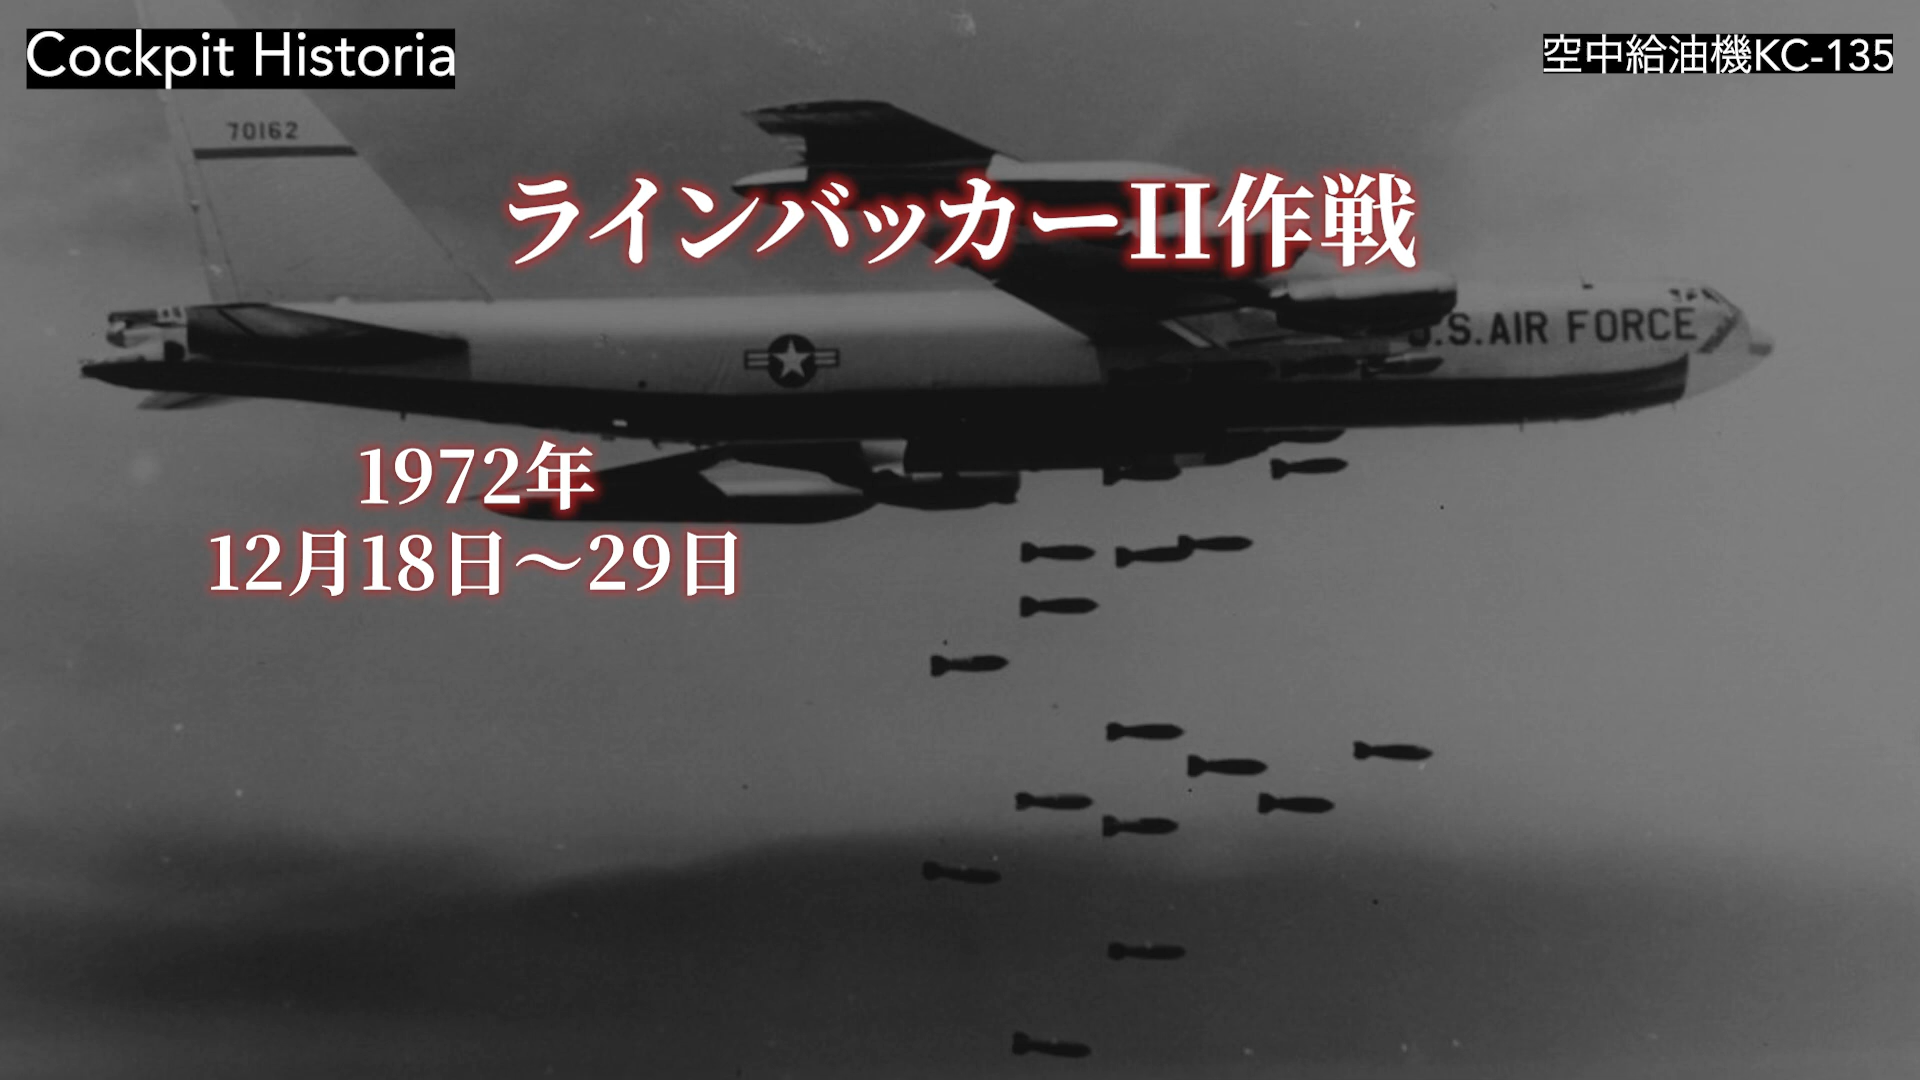 Cockpit Historia
空中給油機KC-135
70162
ラインバッカーII作戦
U.S. AIR FORCE
1972年
12月18日～29日